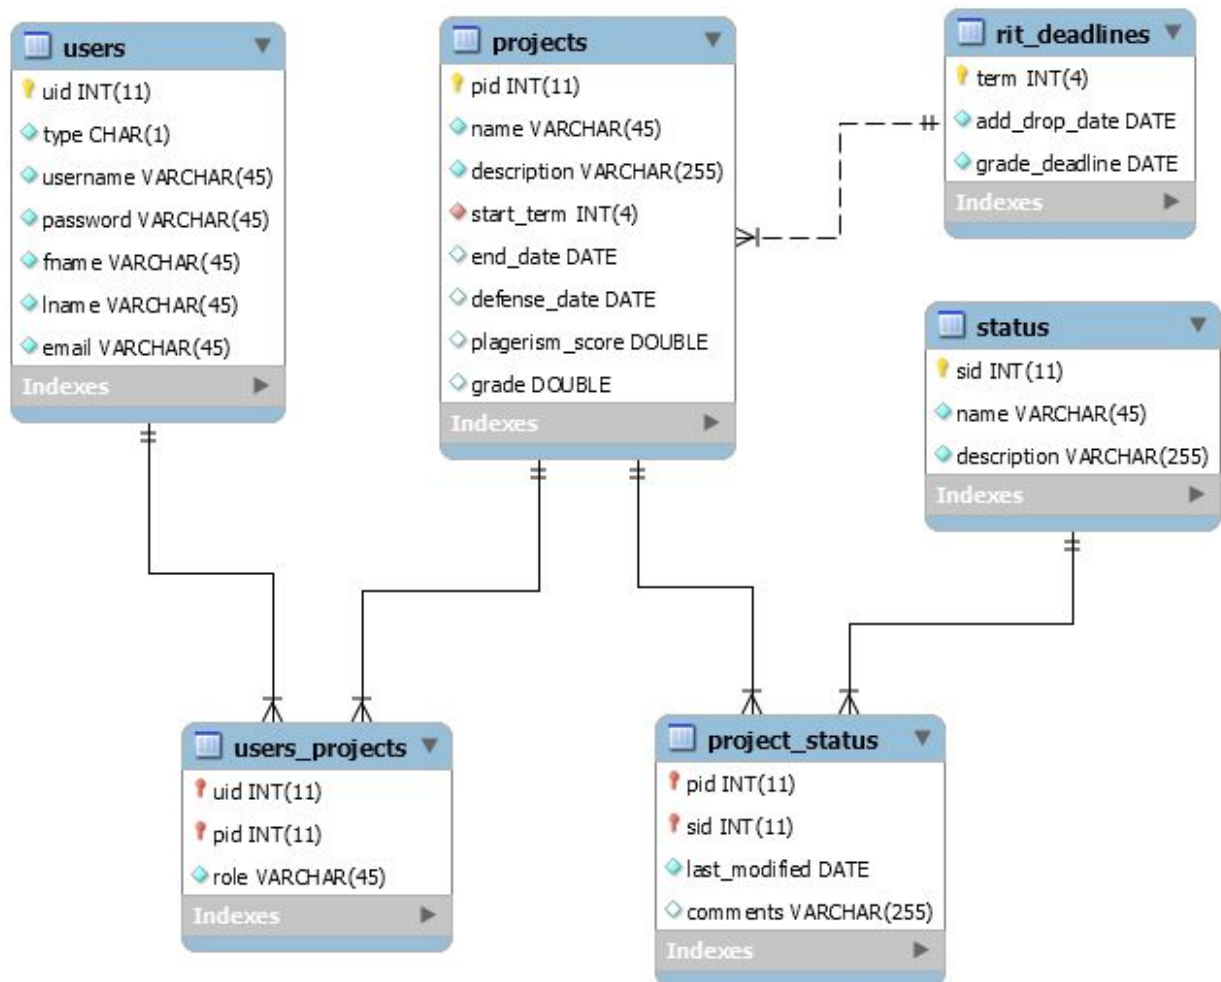 users
uid INT(11)
type CHAR(1)
username VARCHAR(45)
password VARCHAR(45)
fname VARCHAR(45)
lname VARCHAR(45)
email VARCHAR(45)
Indexes
projects
pid INT(11)
name VARCHAR(45)
description VARCHAR(255)
start_term INT(4)
end_date DATE
defense_date DATE
plagerism_score DOUBLE
grade DOUBLE
Indexes
rit_deadlines
term INT(4)
add_drop_date DATE
grade_deadline DATE
Indexes
status
sid INT(11)
name VARCHAR(45)
description VARCHAR(255)
Indexes
users_projects
uid INT(11)
pid INT(11)
role VARCHAR(45)
Indexes
project_status
pid INT(11)
sid INT(11)
last_modified DATE
comments VARCHAR(255)
Indexes